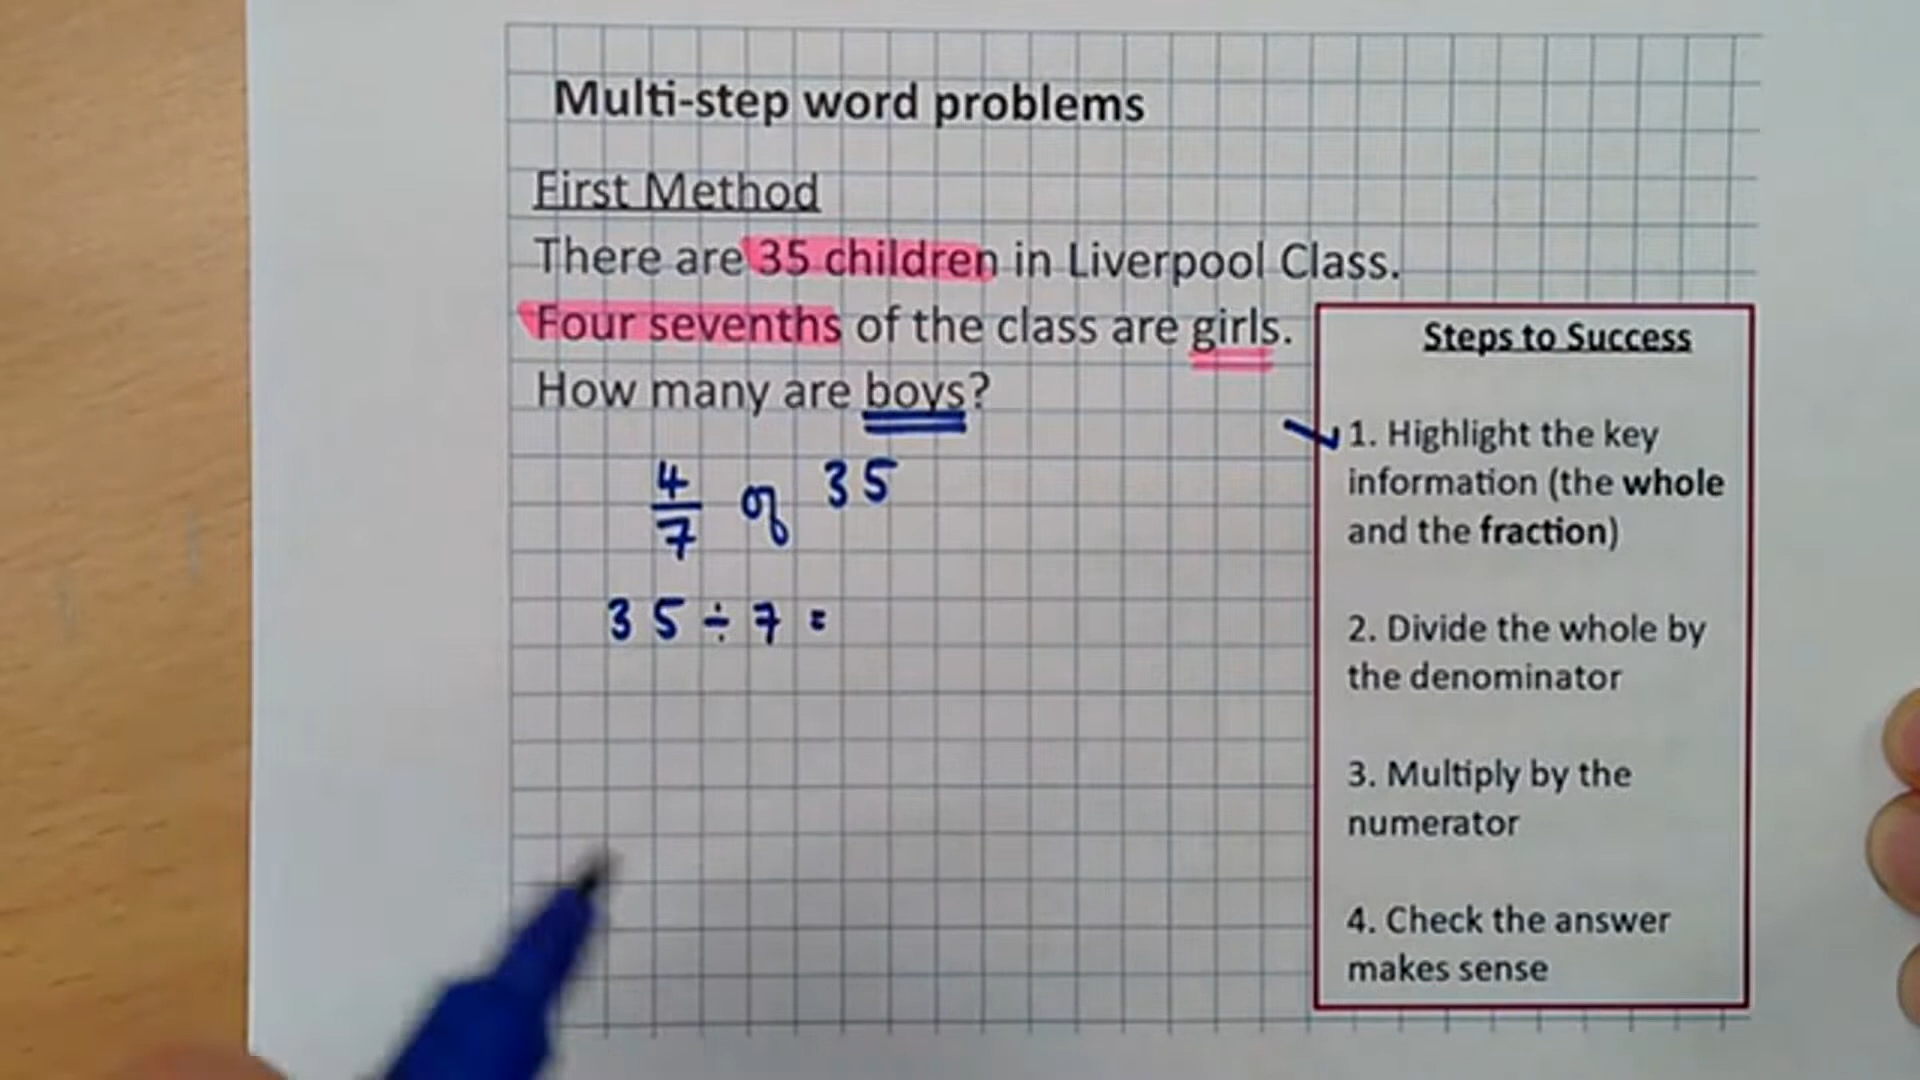 Multi-step word problems
First Method
There are 35 children in Liverpool Class.
Four sevenths of the class are girls.
How many are boys?
4/7 of 35
35 ÷ 7 =
Steps to Success
1. Highlight the key
information (the whole
and the fraction)
2. Divide the whole by
the denominator
3. Multiply by the
numerator
4. Check the answer
makes sense